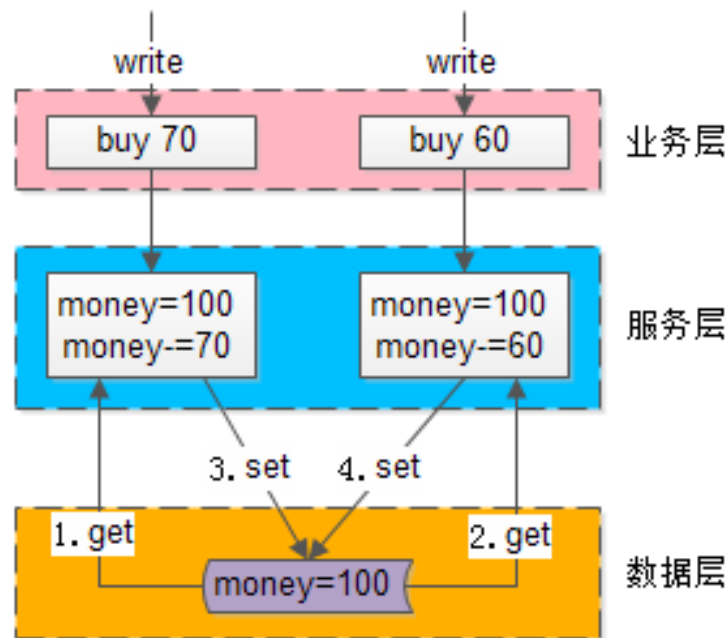 write write
buy 70 buy 60 业务层
money=100 money=100
money-=70 money-=60
服务层
3. set 4. set
1. get 2. get
money=100
数据层